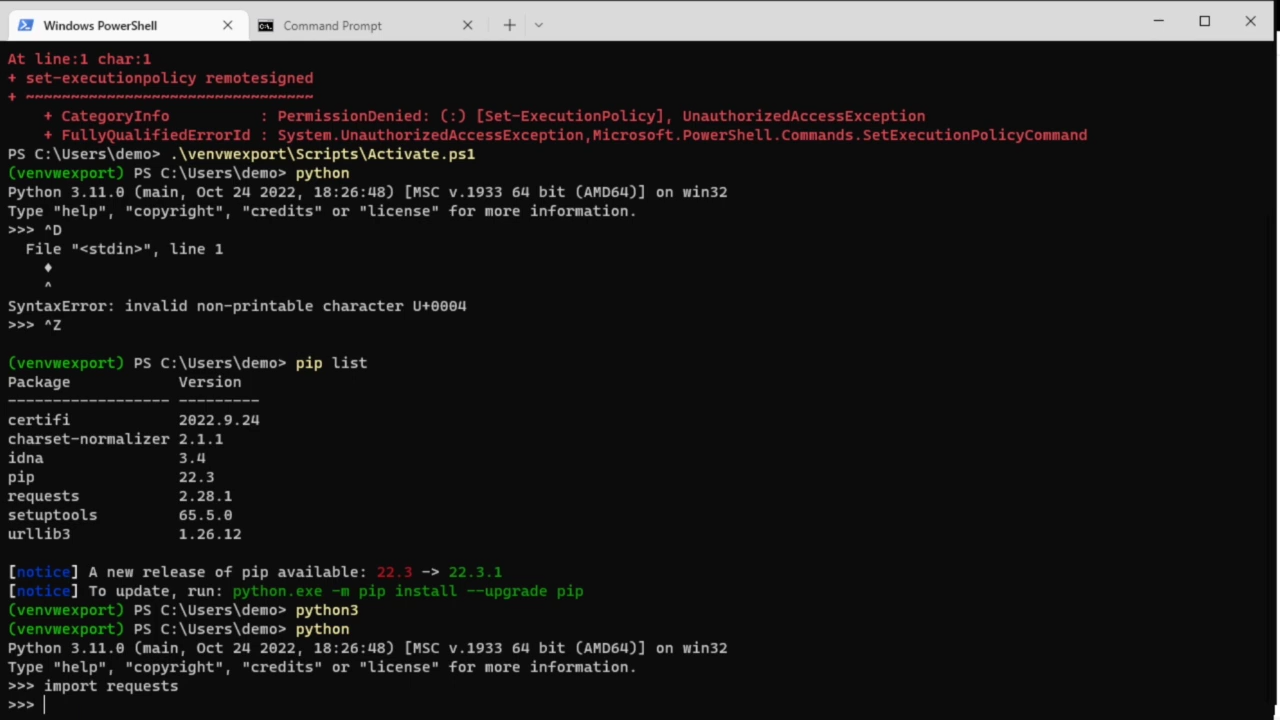 Windows PowerShell
Command Prompt
At line:1 char:1
+ set-executionpolicy remotesigned
+ ~~~~~~~~~~~~~~~~~~~~~~~~~~~~~~~~
    + CategoryInfo          : PermissionDenied: (:) [Set-ExecutionPolicy], UnauthorizedAccessException
    + FullyQualifiedErrorId : System.UnauthorizedAccessException,Microsoft.PowerShell.Commands.SetExecutionPolicyCommand
PS C:\Users\demo> .\venvwexport\Scripts\Activate.ps1
(venvwexport) PS C:\Users\demo> python
Python 3.11.0 (main, Oct 24 2022, 18:26:48) [MSC v.1933 64 bit (AMD64)] on win32
Type "help", "copyright", "credits" or "license" for more information.
>>> ^D
  File "<stdin>", line 1
    ♦
    ^
SyntaxError: invalid non-printable character U+0004
>>> ^Z
(venvwexport) PS C:\Users\demo> pip list
Package            Version
------------------ ---------
certifi            2022.9.24
charset-normalizer 2.1.1
idna               3.4
pip                22.3
requests           2.28.1
setuptools         65.5.0
urllib3            1.26.12
[notice] A new release of pip available: 22.3 -> 22.3.1
[notice] To update, run: python.exe -m pip install --upgrade pip
(venvwexport) PS C:\Users\demo> python3
(venvwexport) PS C:\Users\demo> python
Python 3.11.0 (main, Oct 24 2022, 18:26:48) [MSC v.1933 64 bit (AMD64)] on win32
Type "help", "copyright", "credits" or "license" for more information.
>>> import requests
>>>